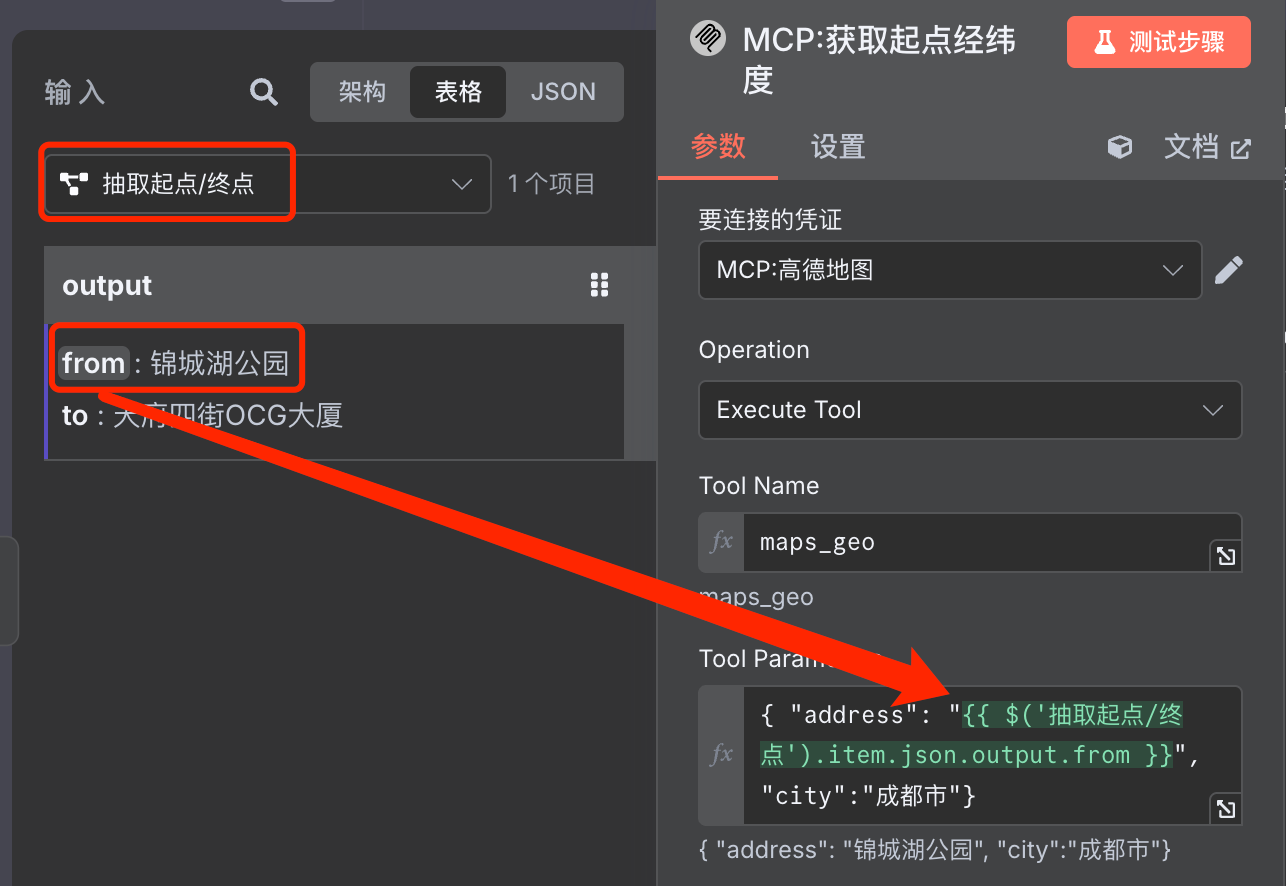 输入
架构
表格
JSON
抽取起点/终点
1 个项目
output
from : 锦城湖公园
to : 天府四街OCG大厦
MCP:获取起点经纬
度
测试步骤
参数
设置
文档
要连接的凭证
MCP:高德地图
Operation
Execute Tool
Tool Name
fx
maps_geo
maps_geo
Tool Parameters
fx
{ "address": "{{ $('抽取起点/终
点').item.json.output.from }}",
"city":"成都市"}
{ "address": "锦城湖公园", "city":"成都市"}